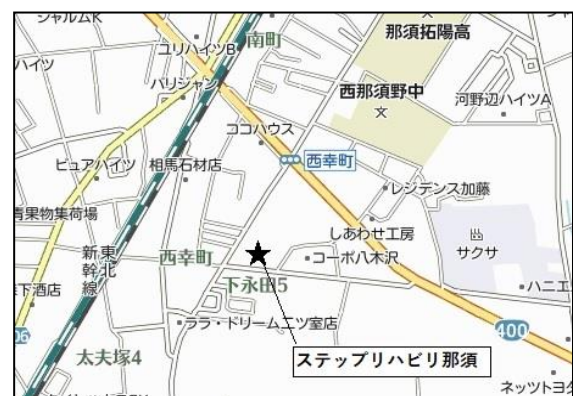 シャルムK
那須拓陽高
南町
ユリハイツB
ハイツ
パリジャン
西那須野中
河野辺ハイツA
ココハウス
西幸町
ピュアハイツ
相馬石材店
レジデンス加藤
青果物集荷場
しあわせ工房
サクサ
西幸町
コーポ八木沢
東北
新幹線
下永田5
ハニエ
下酒店
ララ・ドリーム二ツ室店
400
太夫塚4
ステップリハビリ那須
ネッツトヨタ